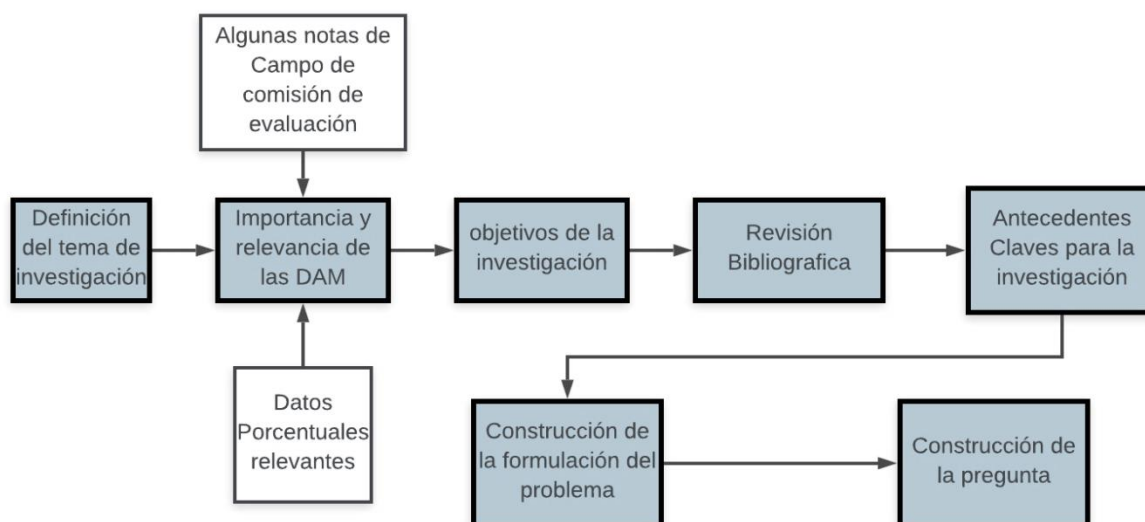 Algunas notas de
Campo de
comisión de
evaluación
Definición
del tema de
investigación
Importancia y
relevancia de
las DAM
objetivos de la
investigación
Revisión
Bibliografica
Antecedentes
Claves para la
investigación
Datos
Porcentuales
relevantes
Construcción de
la formulación del
problema
Construcción de
la pregunta